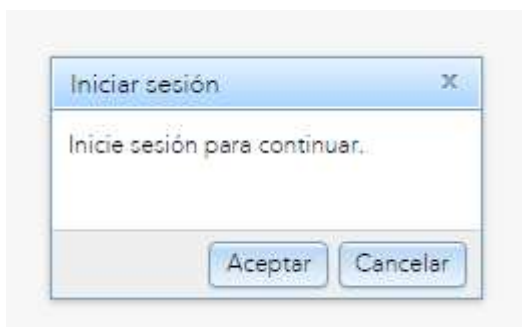 Iniciar sesión x
Inicie sesión para continuar.
Aceptar Cancelar